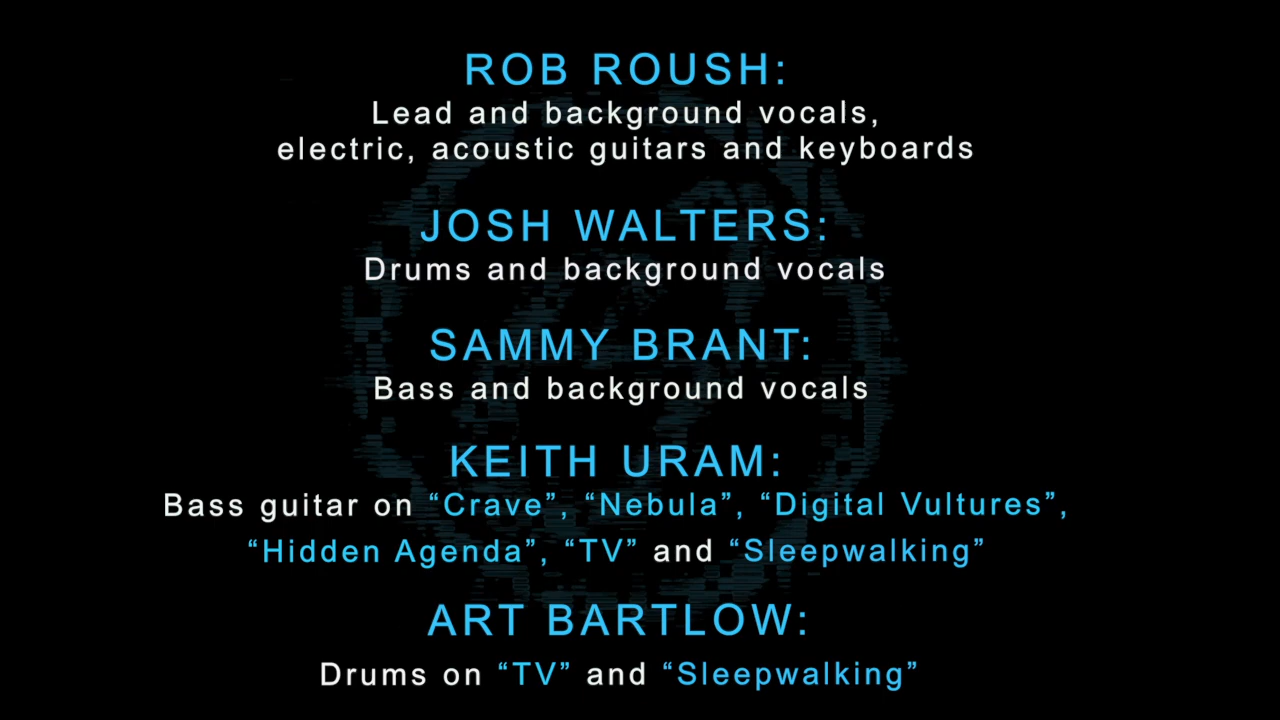 ROB ROUSH:
Lead and background vocals,
electric, acoustic guitars and keyboards
JOSH WALTERS:
Drums and background vocals
SAMMY BRANT:
Bass and background vocals
KEITH URAM:
Bass guitar on “Crave”, “Nebula”, “Digital Vultures”,
“Hidden Agenda”, “TV” and “Sleepwalking”
ART BARTLOW:
Drums on “TV” and “Sleepwalking”